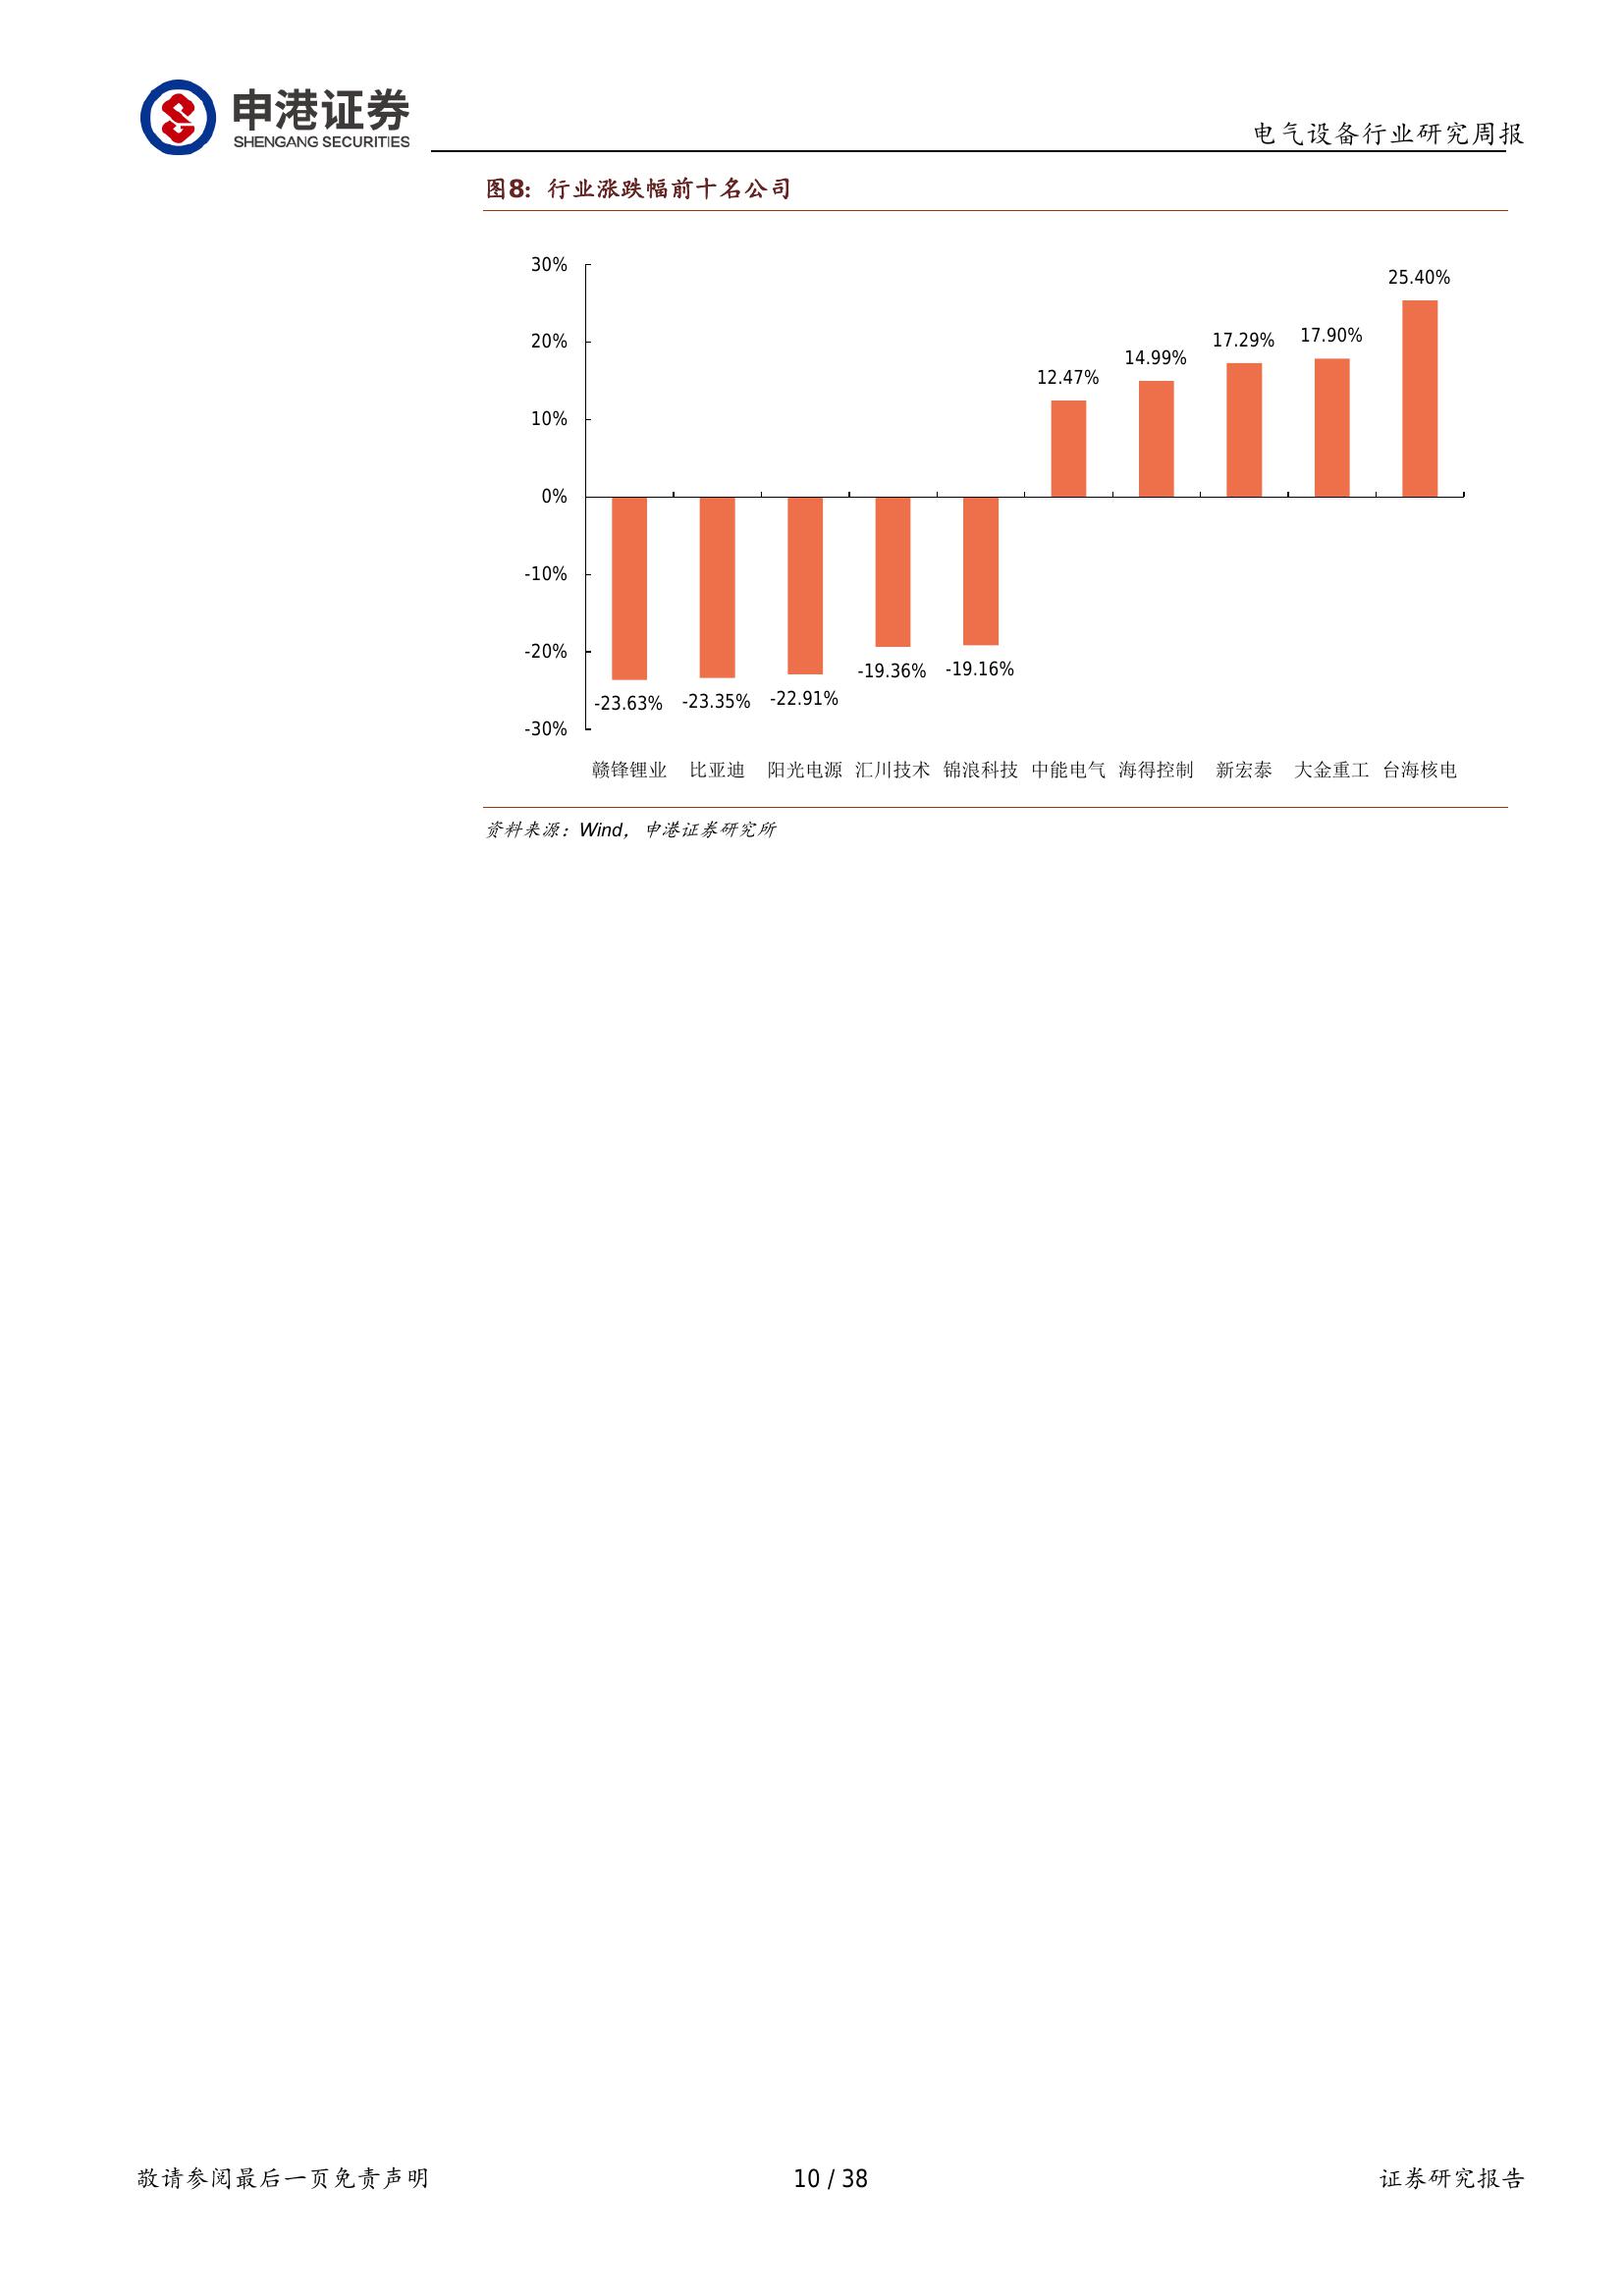 申港证券
SHENGANG SECURITIES
电气设备行业研究周报
图8: 行业涨跌幅前十名公司
30%
20%
10%
0%
-10%
-20%
-30%
-23.63%
-23.35%
-22.91%
-19.36%
-19.16%
12.47%
14.99%
17.29%
17.90%
25.40%
赣锋锂业 比亚迪 阳光电源 汇川技术 锦浪科技 中能电气 海得控制 新宏泰 大金重工 台海核电
资料来源：Wind，申港证券研究所
敬请参阅最后一页免责声明 10 / 38 证券研究报告